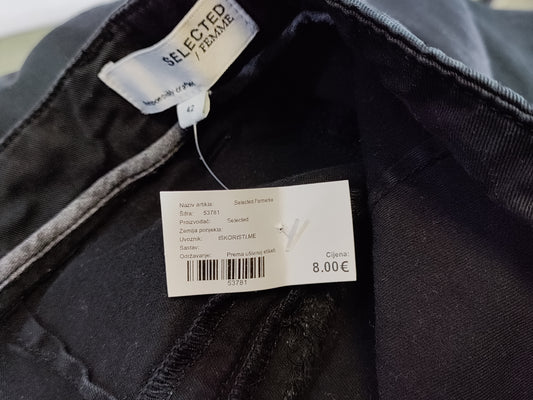 SELECTED
/ FEMME
42
Naziv artikla: Selected Femme
Šifra: 53781
Proizvođač: Selected
Zemlja porijekla:
Uvoznik: ISKORISTI.ME
Sastav:
Održavanje: Prema ušivnoj etiketi
Cijena:
8.00€
53781